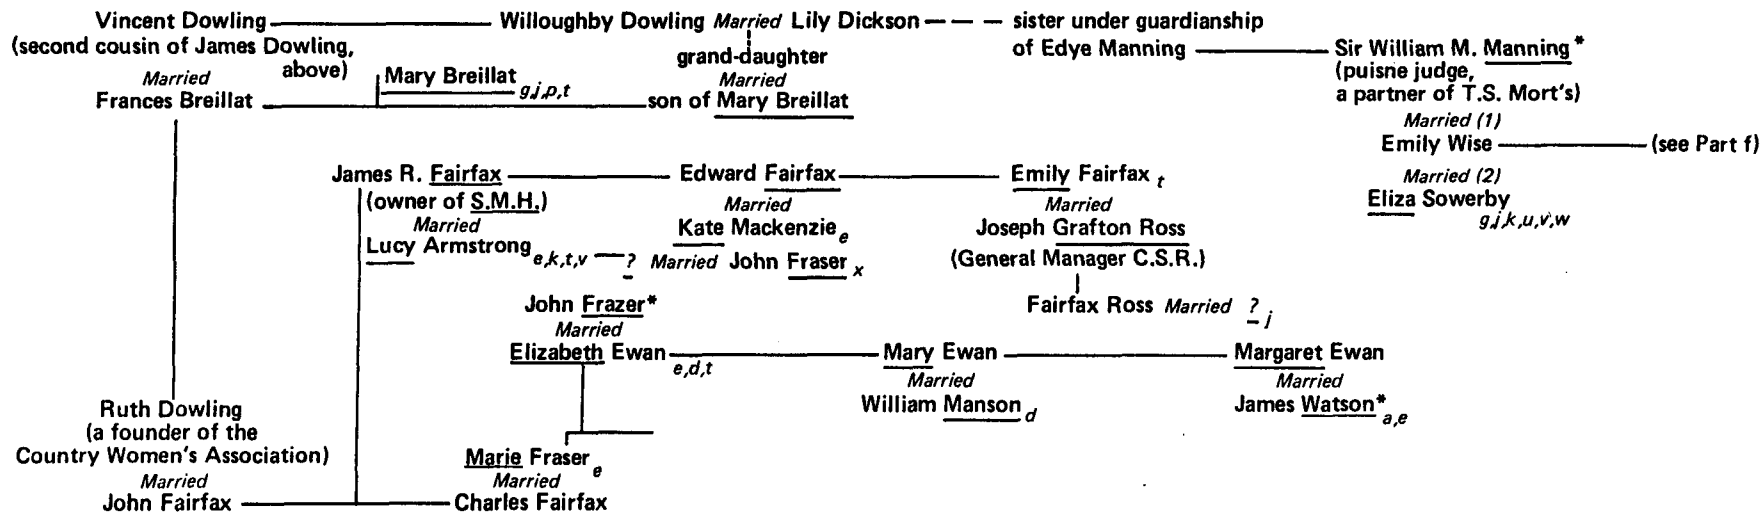 Vincent Dowling Willoughby Dowling Married Lily Dickson sister under guardianship
(second cousin of James Dowling, of Edye Manning Sir William M. Manning*
above) grand-daughter (puisne judge,
Married Mary Breillat g,j,p,t Married a partner of T.S. Mort's)
Frances Breillat son of Mary Breillat
Married (1)
Emily Wise (see Part f)
James R. Fairfax Edward Fairfax Emily Fairfax t Married (2)
(owner of S.M.H.) Married Married Eliza Sowerby g,j,k,u,v,w
Married Kate Mackenzie e Joseph Grafton Ross
Lucy Armstrong e,k,t,v ? Married John Fraser x (General Manager C.S.R.)
John Frazer* Fairfax Ross Married ? j
Married
Elizabeth Ewan e,d,t Mary Ewan Margaret Ewan
Married Married
William Manson d James Watson* a,e
Ruth Dowling
(a founder of the
Country Women's Association) Marie Fraser e
Married Married
John Fairfax Charles Fairfax